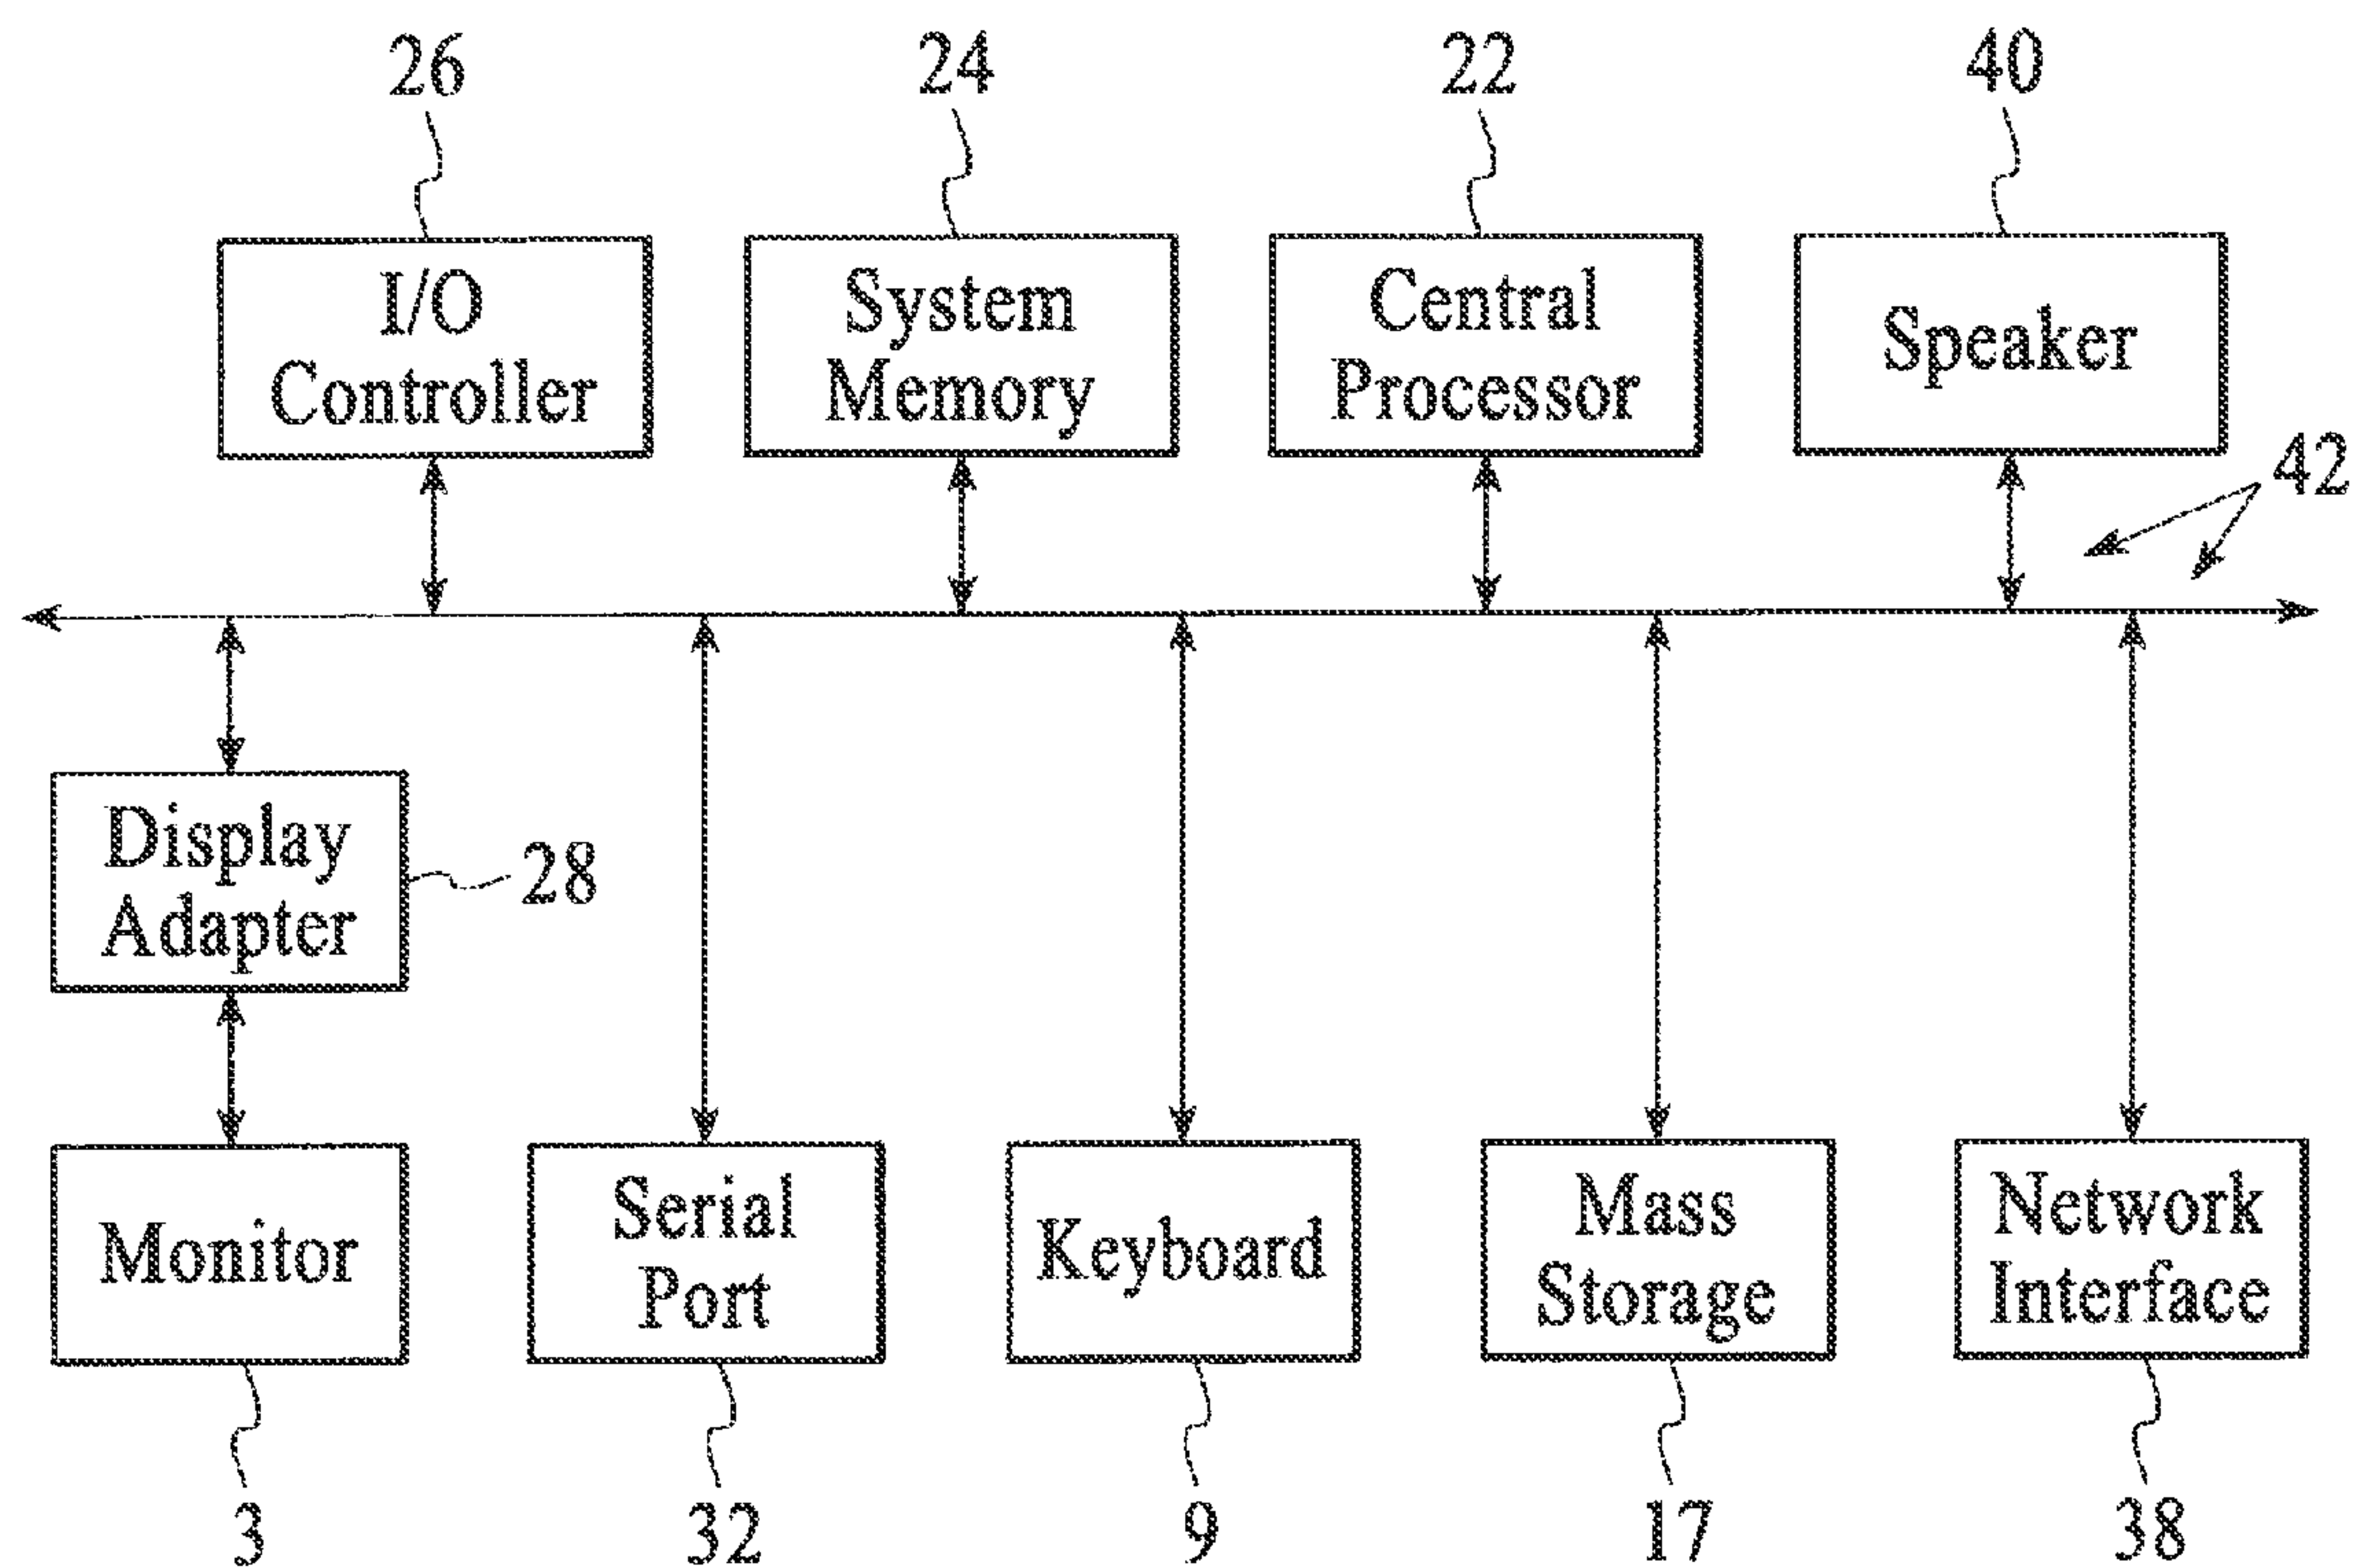 26
24
22
40
I/O
Controller
System
Memory
Central
Processor
Speaker
42
Display
Adapter
28
Monitor
Serial
Port
Keyboard
Mass
Storage
Network
Interface
3
32
9
17
38